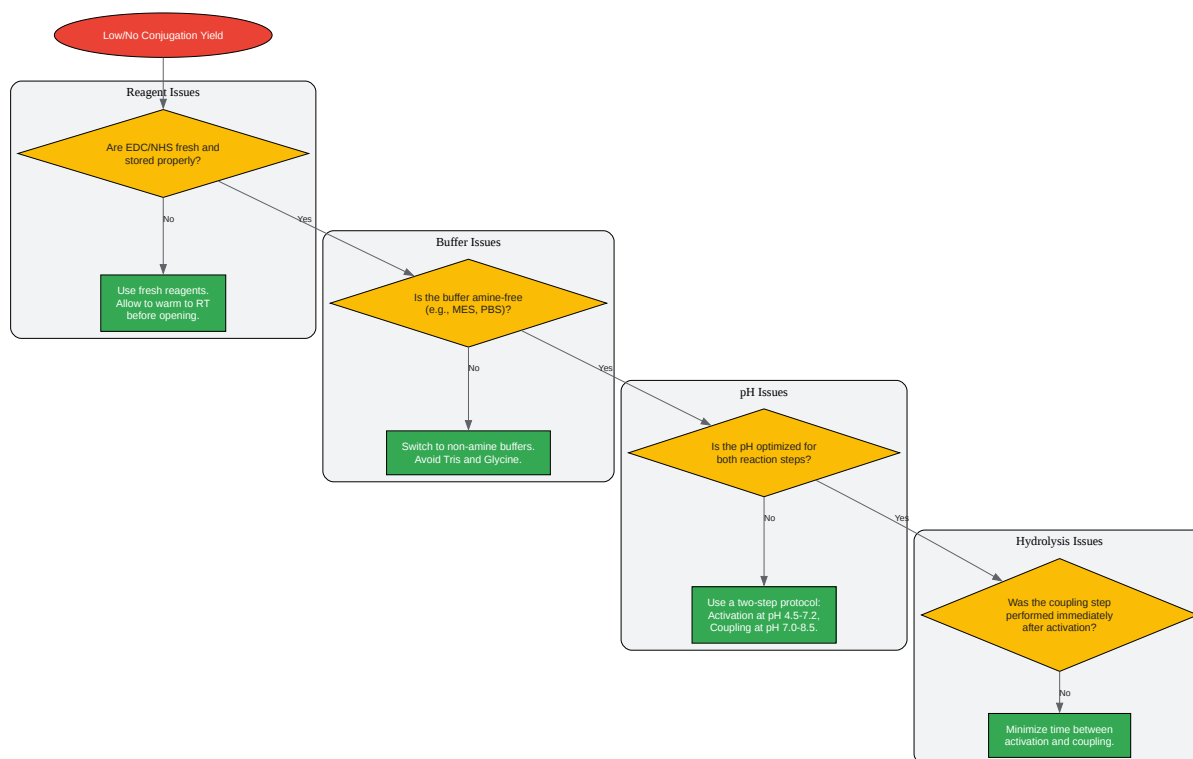 Low/No Conjugation Yield
Reagent Issues
Are EDC/NHS fresh and
stored properly?
No
Yes
Use fresh reagents.
Allow to warm to RT
before opening.
Buffer Issues
Is the buffer amine-free
(e.g., MES, PBS)?
No
Yes
Switch to non-amine buffers.
Avoid Tris and Glycine.
pH Issues
Is the pH optimized for
both reaction steps?
No
Yes
Use a two-step protocol:
Activation at pH 4.5-7.2,
Coupling at pH 7.0-8.5.
Hydrolysis Issues
Was the coupling step
performed immediately
after activation?
No
Minimize time between
activation and coupling.